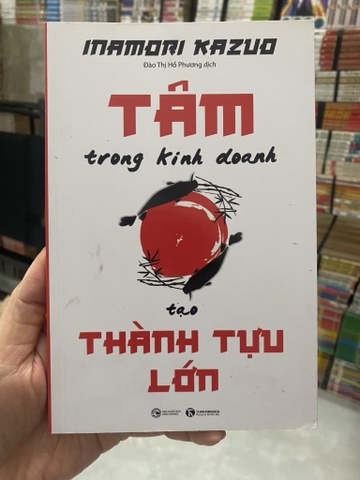 INAMORI KAZUO
Đào Thị Hồ Phương dịch
TÂM
trong kinh doanh
tạo
THÀNH TỰU
LỚN